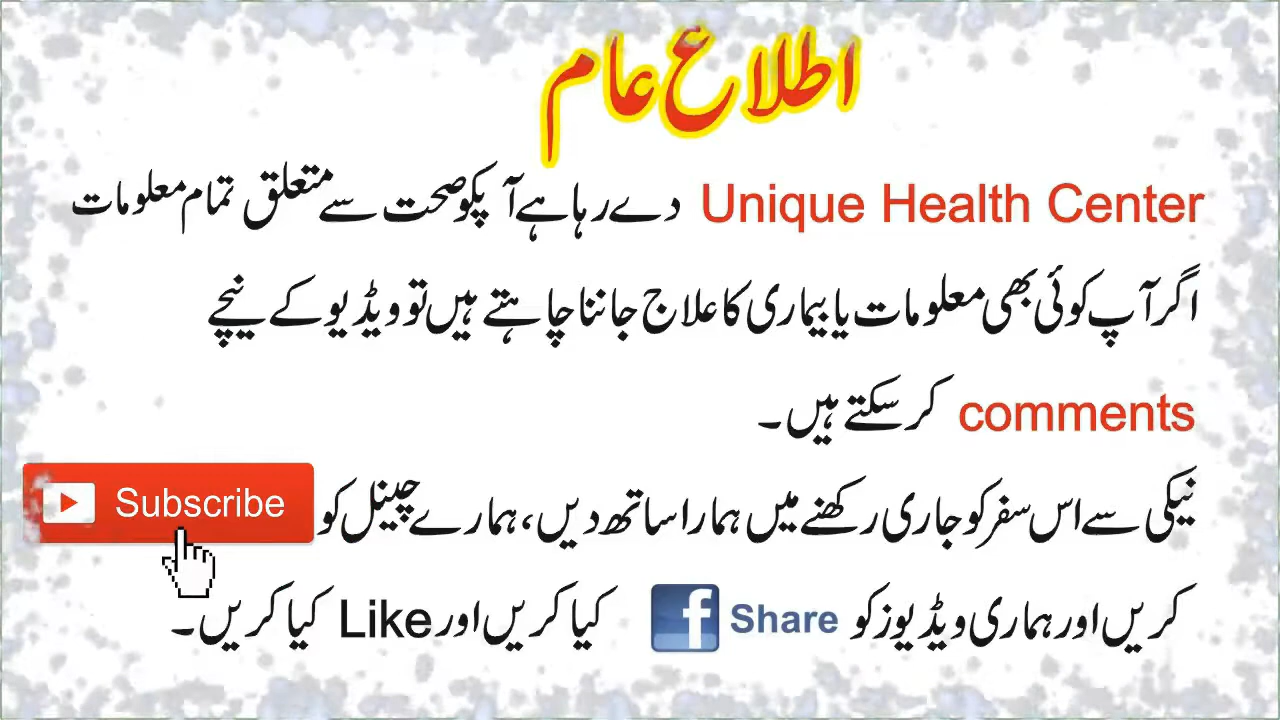 اطلاع عام
Unique Health Center دے رہا ہے آپکو صحت سے متعلق تمام معلومات
اگر آپ کوئی بھی معلومات یا بیماری کا علاج جاننا چاہتے ہیں تو ویڈیو کے نیچے
comments کر سکتے ہیں۔
نیکی سے اس سفر کو جاری رکھنے میں ہمارا ساتھ دیں، ہمارے چینل کو Subscribe
کریں اور ہماری ویڈیوز کو Share کیا کریں اور Like کیا کریں۔